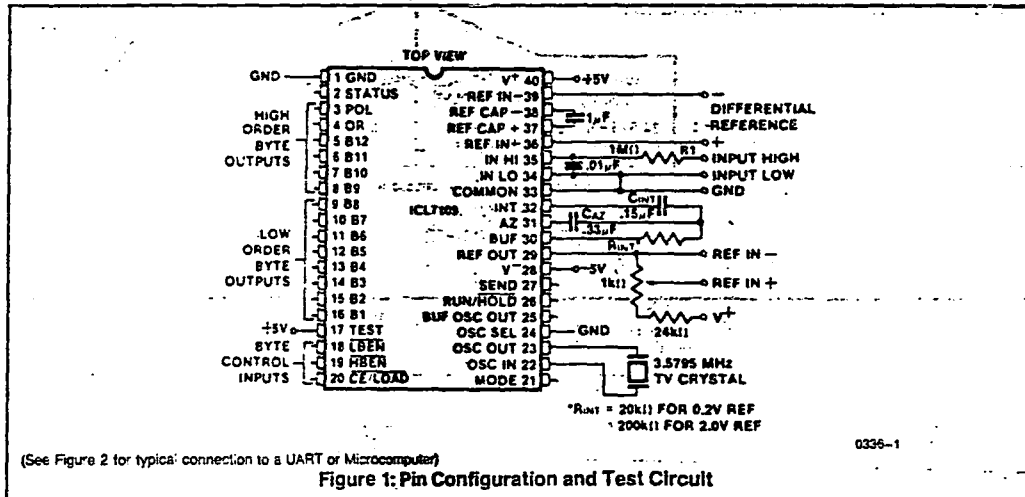 TOP VIEW
GND
1 GND
2 STATUS
3 POL
4 OR
5 B12
6 B11
7 B10
8 B9
9 B8
10 B7
11 B6
12 B5
13 B4
14 B3
15 B2
16 B1
17 TEST
18 LBEN
19 HBEN
20 CE/LOAD
HIGH
ORDER
BYTE
OUTPUTS
LOW
ORDER
BYTE
OUTPUTS
+5V
BYTE
CONTROL
INPUTS
ICL7109
V+ 40
REF IN- 39
REF CAP- 38
REF CAP+ 37
REF IN+ 36
IN HI 35
IN LO 34
COMMON 33
INT 32
AZ 31
BUF 30
REF OUT 29
V- 28
SEND 27
RUN/HOLD 26
BUF OSC OUT 25
OSC SEL 24
OSC OUT 23
OSC IN 22
MODE 21
+5V
-
DIFFERENTIAL
REFERENCE
+
1µF
1MΩ
R1
INPUT HIGH
.01µF
INPUT LOW
GND
CINT
.15µF
CAZ
.33µF
RINT*
REF IN -
-5V
1kΩ
REF IN +
V+
24kΩ
GND
3.5795 MHz
TV CRYSTAL
*RINT = 20kΩ FOR 0.2V REF
= 200kΩ FOR 2.0V REF
0336-1
(See Figure 2 for typical connection to a UART or Microcomputer)
Figure 1: Pin Configuration and Test Circuit